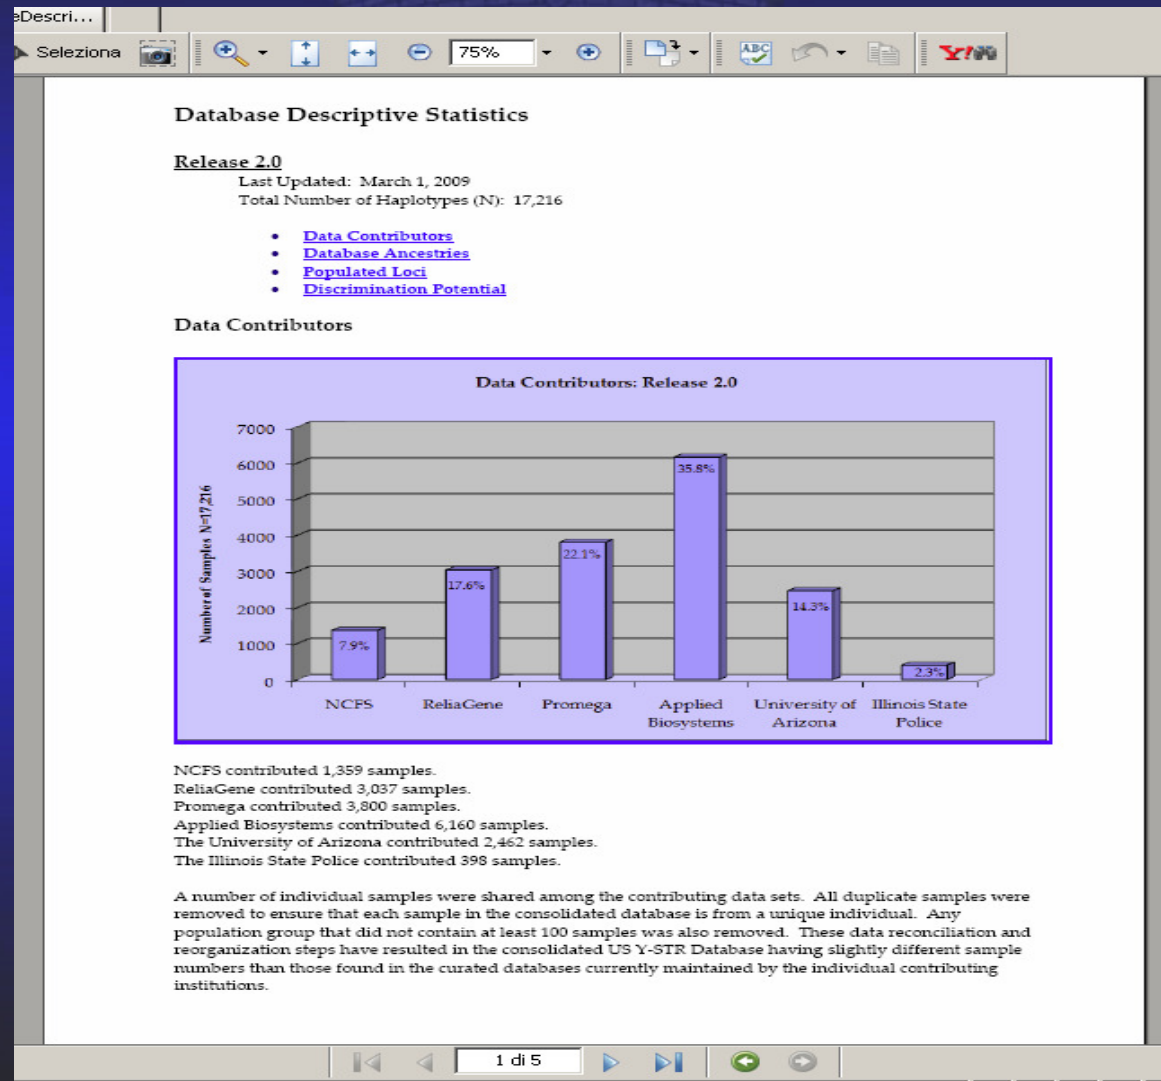 eDescri...
Seleziona
75%
ABC
Y!
Database Descriptive Statistics
Release 2.0
Last Updated: March 1, 2009
Total Number of Haplotypes (N): 17,216
• Data Contributors
• Database Ancestries
• Populated Loci
• Discrimination Potential
Data Contributors
Data Contributors: Release 2.0
Number of Samples N=17,216
7000
6000
5000
4000
3000
2000
1000
0
7.9%
17.6%
22.1%
35.8%
14.3%
2.3%
NCFS
ReliaGene
Promega
Applied Biosystems
University of Arizona
Illinois State Police
NCFS contributed 1,359 samples.
ReliaGene contributed 3,037 samples.
Promega contributed 3,800 samples.
Applied Biosystems contributed 6,160 samples.
The University of Arizona contributed 2,462 samples.
The Illinois State Police contributed 398 samples.
A number of individual samples were shared among the contributing data sets. All duplicate samples were
removed to ensure that each sample in the consolidated database is from a unique individual. Any
population group that did not contain at least 100 samples was also removed. These data reconciliation and
reorganization steps have resulted in the consolidated US Y-STR Database having slightly different sample
numbers than those found in the curated databases currently maintained by the individual contributing
institutions.
1 di 5